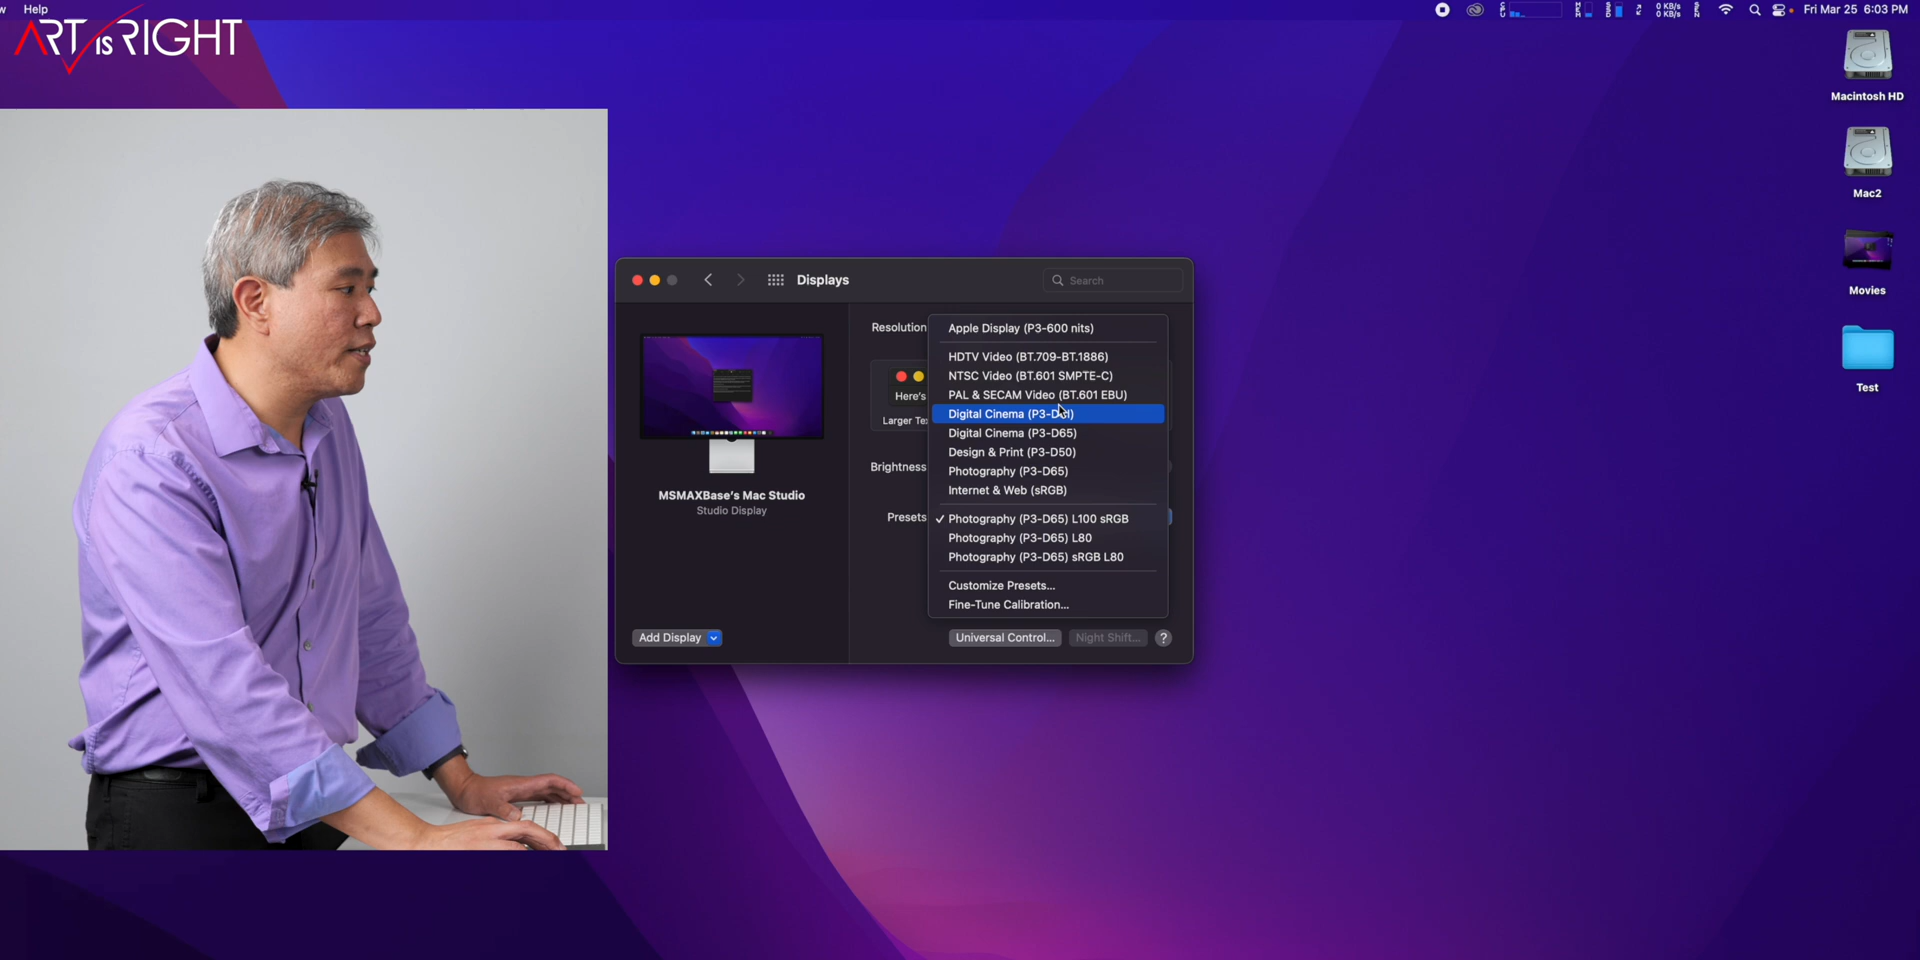 Help
0 KB/s
0 KB/s
Fri Mar 25 6:03 PM
ART is RIGHT
Macintosh HD
Mac2
Movies
Test
Displays
Search
Resolution
Here's
Larger Te
Brightness
Presets
Apple Display (P3-600 nits)
HDTV Video (BT.709-BT.1886)
NTSC Video (BT.601 SMPTE-C)
PAL & SECAM Video (BT.601 EBU)
Digital Cinema
Digital Cinema (P3-D65)
Design & Print (P3-D50)
Photography (P3-D65)
Internet & Web (sRGB)
✓ Photography (P3-D65) L100 sRGB
Photography (P3-D65) L80
Photography (P3-D65) sRGB L80
Customize Presets...
Fine-Tune Calibration...
MSMAXBase's Mac Studio
Studio Display
Add Display
Universal Control...
Night Shift...
?